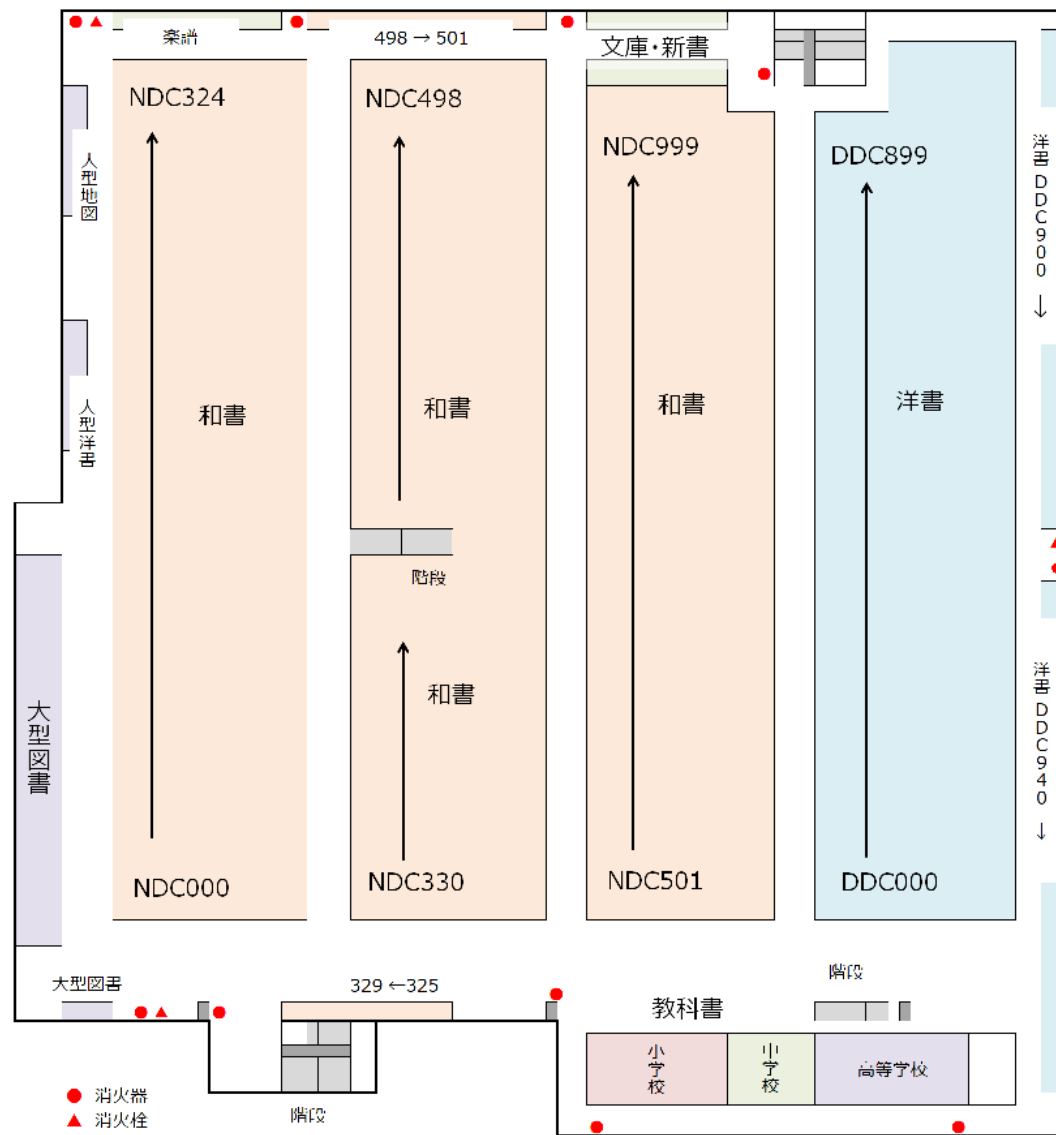 楽譜
498 → 501
文庫・新書
NDC324
NDC498
NDC999
DDC899
大型地図
洋書 DDC900 →
大型洋書
和書
和書
和書
洋書
階段
和書
大型図書
洋書 DDC940 →
NDC000
NDC330
NDC501
DDC000
大型図書
329 ←325
階段
教科書
小学校
中学校
高等学校
消火器
消火栓
階段